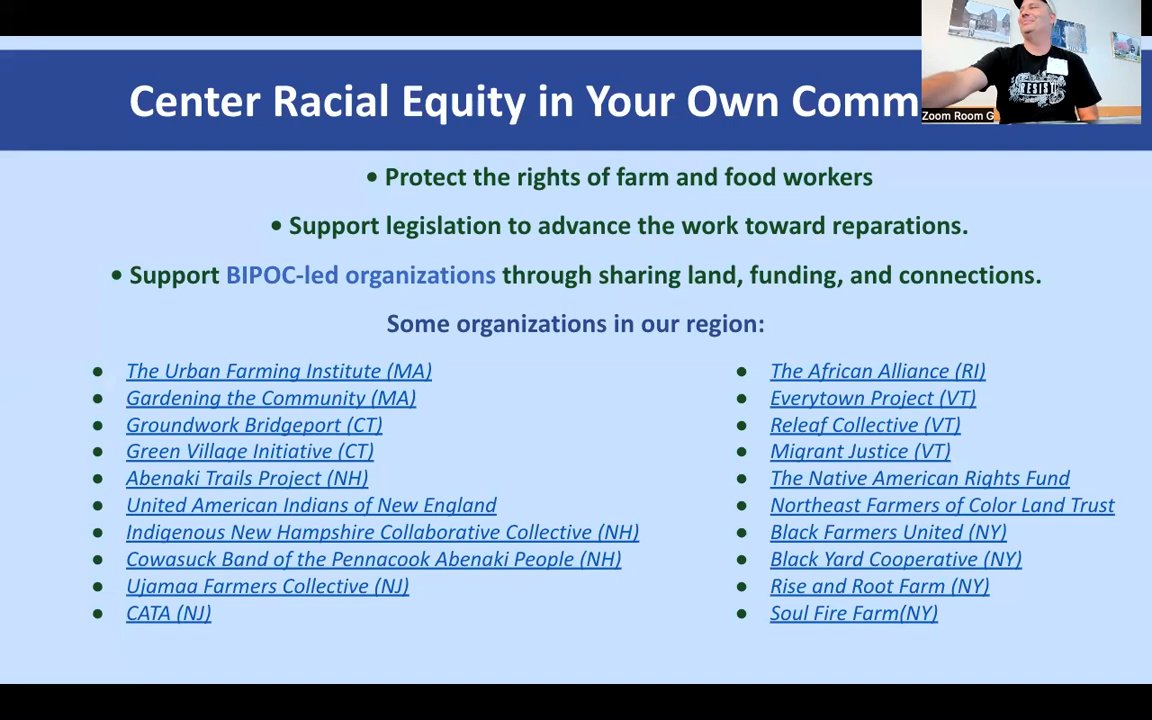 Center Racial Equity in Your Own Comm
RESIST
Zoom Room G
• Protect the rights of farm and food workers
• Support legislation to advance the work toward reparations.
• Support BIPOC-led organizations through sharing land, funding, and connections.
Some organizations in our region:
● The Urban Farming Institute (MA)
● Gardening the Community (MA)
● Groundwork Bridgeport (CT)
● Green Village Initiative (CT)
● Abenaki Trails Project (NH)
● United American Indians of New England
● Indigenous New Hampshire Collaborative Collective (NH)
● Cowasuck Band of the Pennacook Abenaki People (NH)
● Ujamaa Farmers Collective (NJ)
● CATA (NJ)
● The African Alliance (RI)
● Everytown Project (VT)
● Releaf Collective (VT)
● Migrant Justice (VT)
● The Native American Rights Fund
● Northeast Farmers of Color Land Trust
● Black Farmers United (NY)
● Black Yard Cooperative (NY)
● Rise and Root Farm (NY)
● Soul Fire Farm(NY)